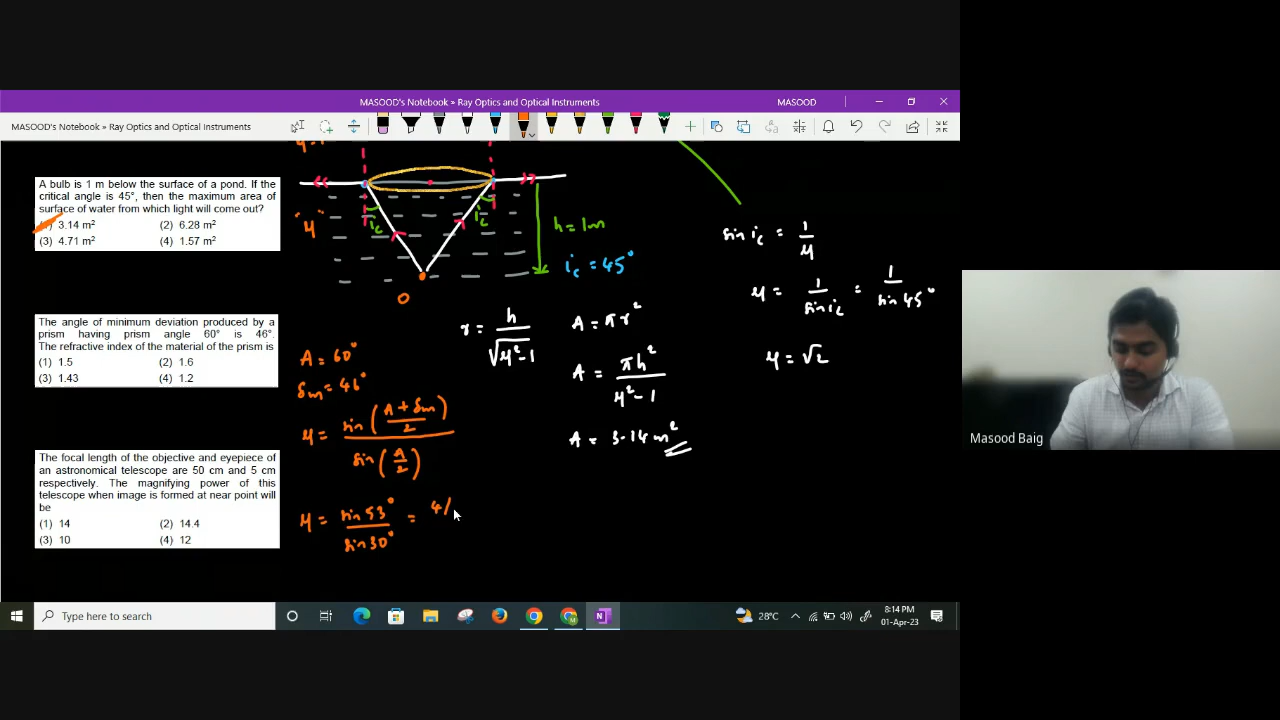 MASOOD's Notebook » Ray Optics and Optical Instruments
MASOOD
MASOOD's Notebook » Ray Optics and Optical Instruments
A bulb is 1 m below the surface of a pond. If the
critical angle is 45°, then the maximum area of
surface of water from which light will come out?
3.14 m² (2) 6.28 m²
(3) 4.71 m² (4) 1.57 m²
"μ"
ic ic
h = 1m
ic = 45°
O
sin ic = 1/μ
μ = 1/sin ic = 1/sin 45°
μ = √2
r = h/√μ²-1
A = πr²
A = πh²/μ²-1
A = 3.14 m²
The angle of minimum deviation produced by a
prism having prism angle 60° is 46°.
The refractive index of the material of the prism is
(1) 1.5 (2) 1.6
(3) 1.43 (4) 1.2
A = 60°
δm = 46°
μ = sin(A + δm/2)/sin(A/2)
μ = sin 53°/sin 30° = 4/
The focal length of the objective and eyepiece of
an astronomical telescope are 50 cm and 5 cm
respectively. The magnifying power of this
telescope when image is formed at near point will
be
(1) 14 (2) 14.4
(3) 10 (4) 12
Masood Baig
Type here to search
28°C
8:14 PM
01-Apr-23